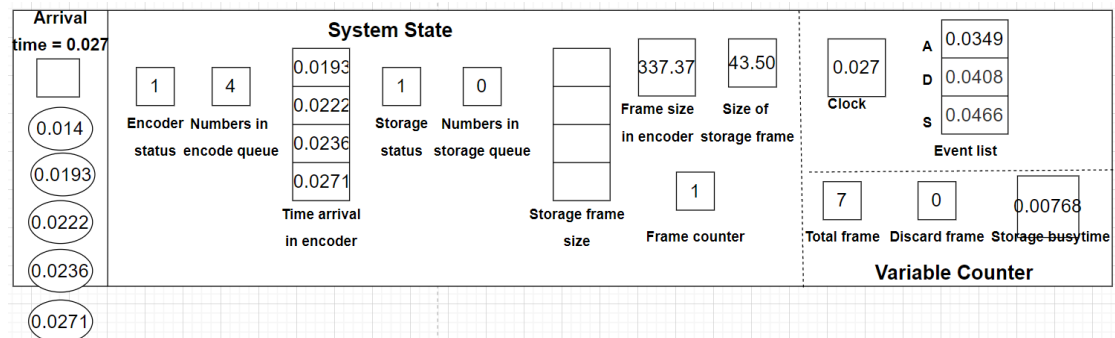 Arrival
time = 0.027
0.014
0.0193
0.0222
0.0236
0.0271
System State
1
Encoder
status
4
Numbers in
encode queue
0.0193
0.0222
0.0236
0.0271
Time arrival
in encoder
1
Storage
status
0
Numbers in
storage queue
Storage frame
size
337.37
Frame size
in encoder
43.50
Size of
storage frame
1
Frame counter
0.027
Clock
A 0.0349
D 0.0408
S 0.0466
Event list
7
Total frame
0
Discard frame
0.00768
Storage busytime
Variable Counter